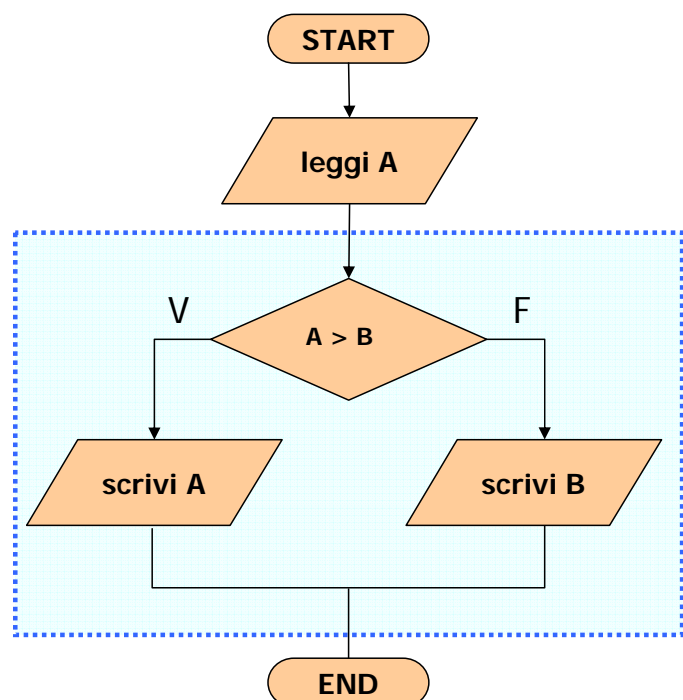 START
leggi A
V
F
A > B
scrivi A
scrivi B
END